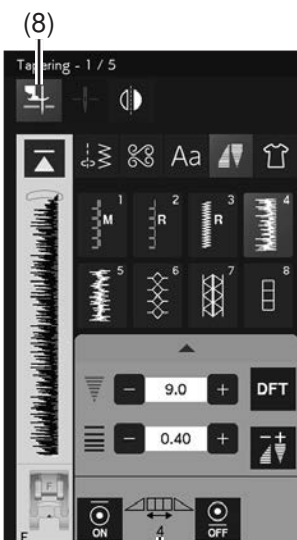 (8)
Tapering - 1 / 5
Aa
1 2 3 4
M R R
5 6 7 8
− 9.0 + DFT
− 0.40 + −+
F
ON 4 OFF
F